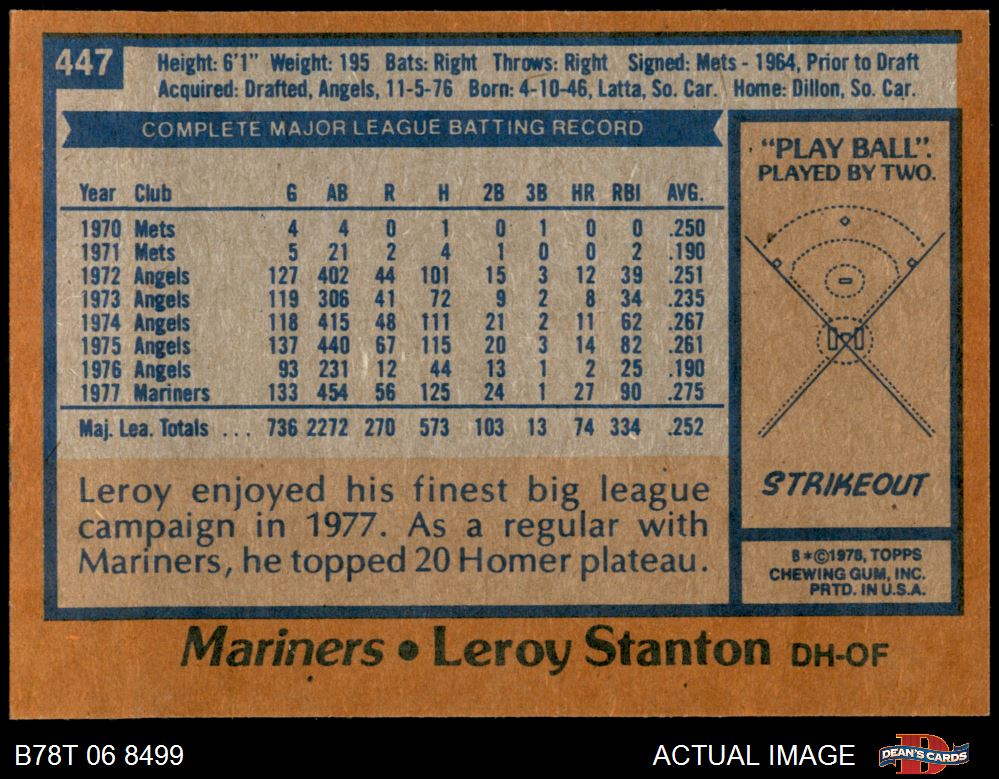 447
Height: 6'1" Weight: 195 Bats: Right Throws: Right Signed: Mets - 1964, Prior to Draft
Acquired: Drafted, Angels, 11-5-76 Born: 4-10-46, Latta, So. Car. Home: Dillon, So. Car.
COMPLETE MAJOR LEAGUE BATTING RECORD
Year Club G AB R H 2B 3B HR RBI AVG.
1970 Mets 4 4 0 1 0 1 0 0 .250
1971 Mets 5 21 2 4 1 0 0 2 .190
1972 Angels 127 402 44 101 15 3 12 39 .251
1973 Angels 119 306 41 72 9 2 8 34 .235
1974 Angels 118 415 48 111 21 2 11 62 .267
1975 Angels 137 440 67 115 20 3 14 82 .261
1976 Angels 93 231 12 44 13 1 2 25 .190
1977 Mariners 133 454 56 125 24 1 27 90 .275
Maj. Lea. Totals ... 736 2272 270 573 103 13 74 334 .252
Leroy enjoyed his finest big league
campaign in 1977. As a regular with
Mariners, he topped 20 Homer plateau.
"PLAY BALL".
PLAYED BY TWO.
STRIKEOUT
B*©1978, TOPPS
CHEWING GUM, INC.
PRTD. IN U.S.A.
Mariners • Leroy Stanton DH-OF
B78T 06 8499
ACTUAL IMAGE
DEAN'S CARDS